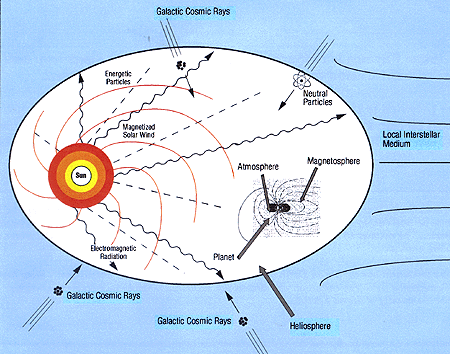 Galactic Cosmic Rays
Energetic
Particles
Neutral
Particles
Magnetized
Solar Wind
Local Interstellar
Medium
Sun
Atmosphere
Magnetosphere
Electromagnetic
Radiation
Planet
Galactic Cosmic Rays
Galactic Cosmic Rays
Heliosphere